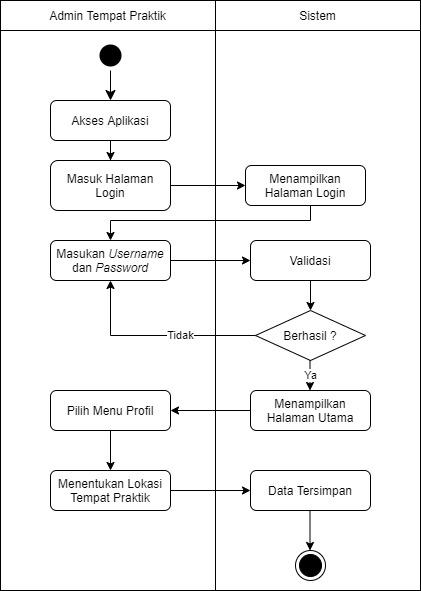 Admin Tempat Praktik
Sistem
Akses Aplikasi
Masuk Halaman
Login
Menampilkan
Halaman Login
Masukan Username
dan Password
Validasi
Berhasil ?
Tidak
Ya
Menampilkan
Halaman Utama
Pilih Menu Profil
Menentukan Lokasi
Tempat Praktik
Data Tersimpan